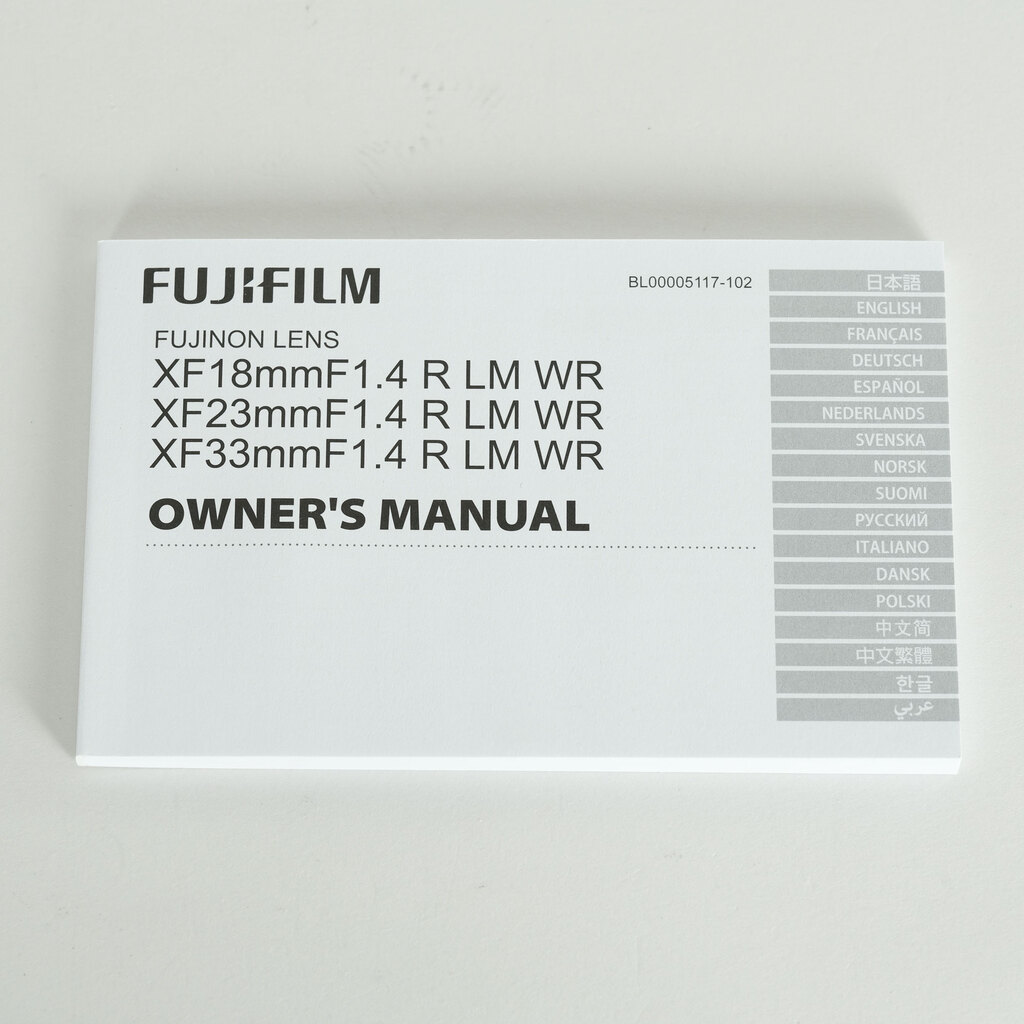 FUJIFILM
BL00005117-102
FUJINON LENS
XF18mmF1.4 R LM WR
XF23mmF1.4 R LM WR
XF33mmF1.4 R LM WR
OWNER'S MANUAL
日本語
ENGLISH
FRANÇAIS
DEUTSCH
ESPAÑOL
NEDERLANDS
SVENSKA
NORSK
SUOMI
РУССКИЙ
ITALIANO
DANSK
POLSKI
中文简
中文繁體
한글
عربي